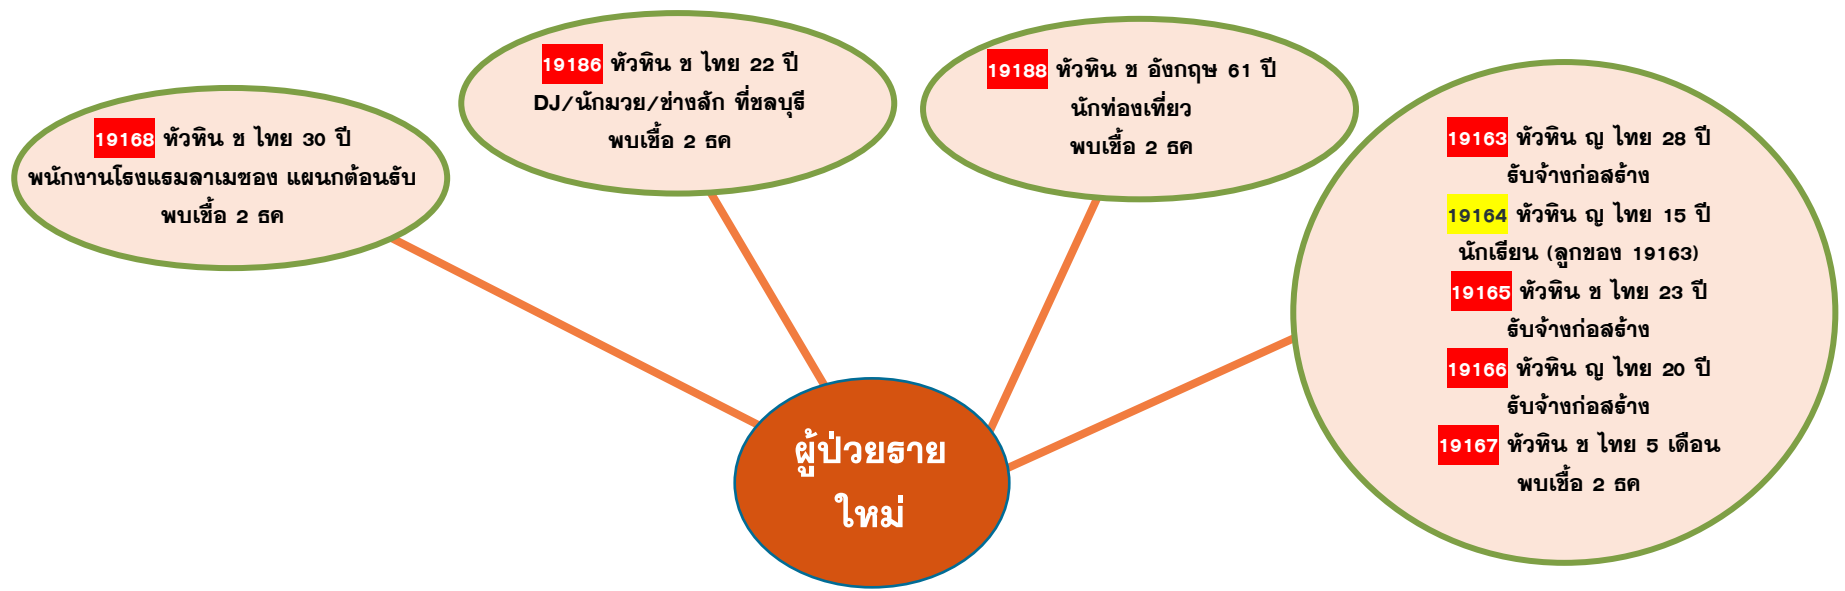 19168 หัวหิน ช ไทย 30 ปี
พนักงานโรงแรมลาเมซอง แผนกต้อนรับ
พบเชื้อ 2 ธค
19186 หัวหิน ช ไทย 22 ปี
DJ/นักมวย/ช่างสัก ที่ชลบุรี
พบเชื้อ 2 ธค
19188 หัวหิน ช อังกฤษ 61 ปี
นักท่องเที่ยว
พบเชื้อ 2 ธค
19163 หัวหิน ญ ไทย 28 ปี
รับจ้างก่อสร้าง
19164 หัวหิน ญ ไทย 15 ปี
นักเรียน (ลูกของ 19163)
19165 หัวหิน ช ไทย 23 ปี
รับจ้างก่อสร้าง
19166 หัวหิน ญ ไทย 20 ปี
รับจ้างก่อสร้าง
19167 หัวหิน ช ไทย 5 เดือน
พบเชื้อ 2 ธค
ผู้ป่วยราย
ใหม่